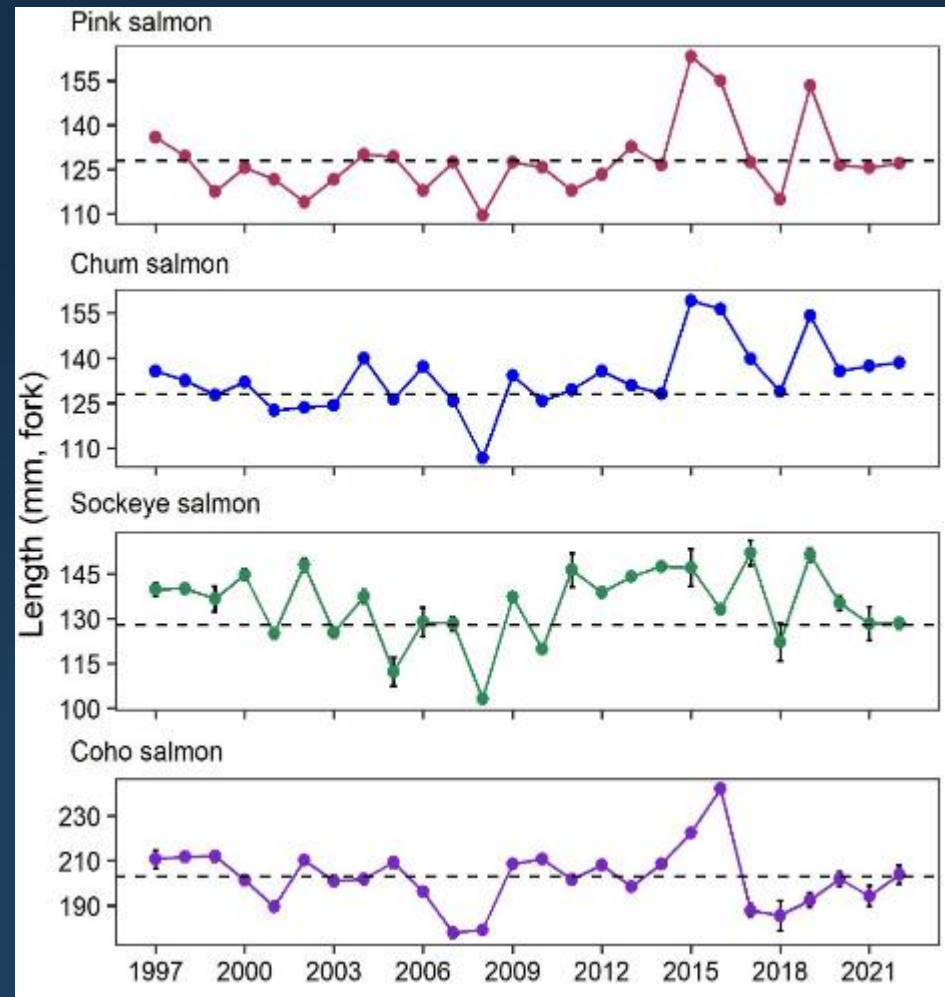 Pink salmon
155
140
125
110
Chum salmon
155
140
125
110
Length (mm, fork)
Sockeye salmon
145
130
115
100
Coho salmon
230
210
190
1997 2000 2003 2006 2009 2012 2015 2018 2021